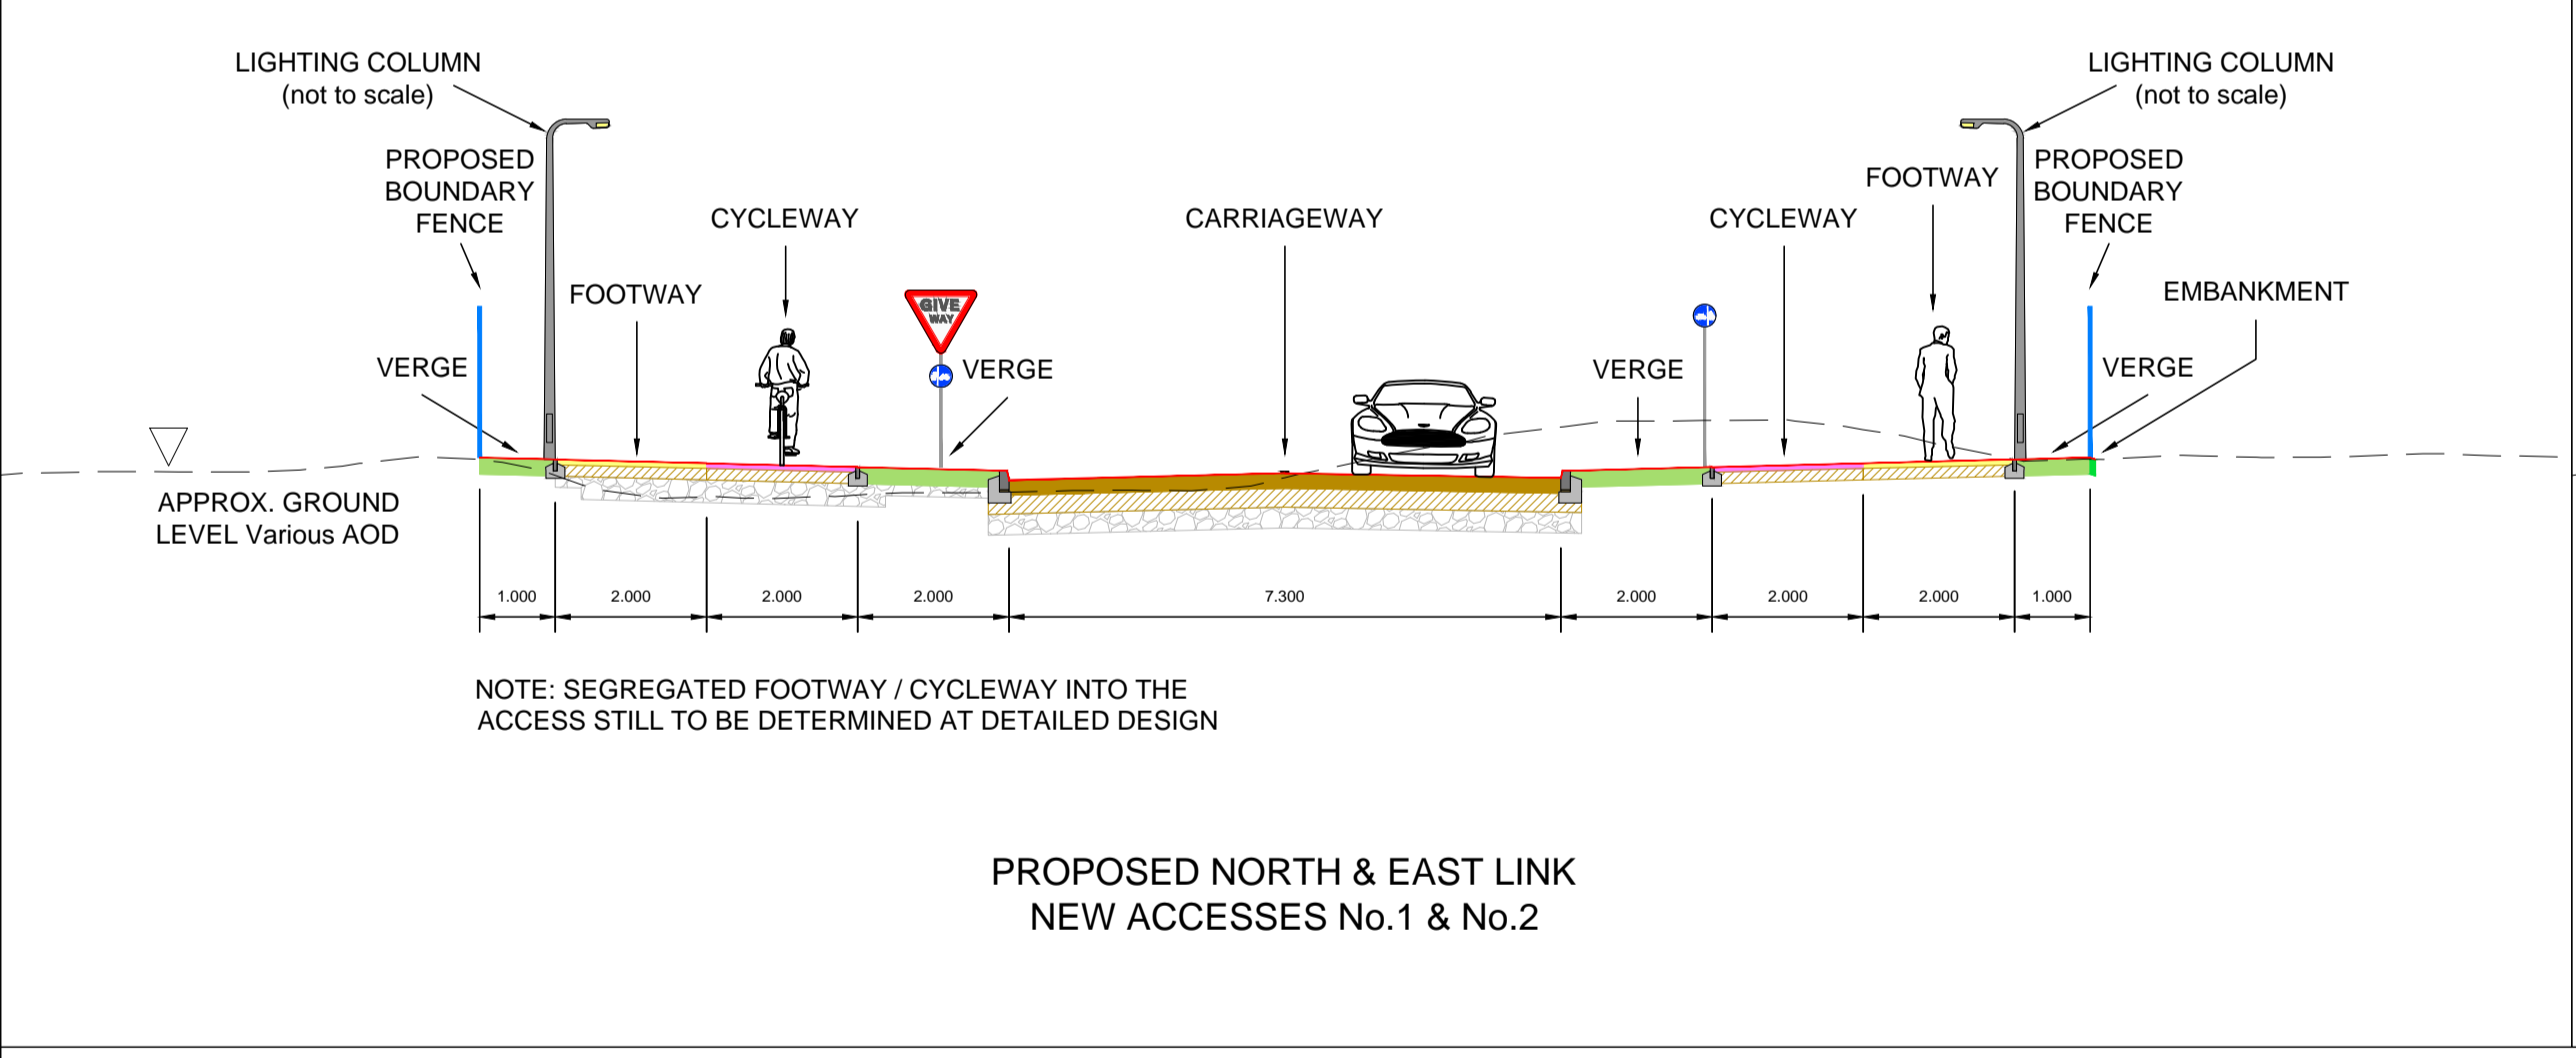 LIGHTING COLUMN
(not to scale)
LIGHTING COLUMN
(not to scale)
PROPOSED
BOUNDARY
FENCE
FOOTWAY
PROPOSED
BOUNDARY
FENCE
CYCLEWAY
CARRIAGEWAY
CYCLEWAY
FOOTWAY
EMBANKMENT
GIVE
WAY
VERGE
VERGE
VERGE
VERGE
APPROX. GROUND
LEVEL Various AOD
1.000
2.000
2.000
2.000
7.300
2.000
2.000
2.000
1.000
NOTE: SEGREGATED FOOTWAY / CYCLEWAY INTO THE
ACCESS STILL TO BE DETERMINED AT DETAILED DESIGN
PROPOSED NORTH & EAST LINK
NEW ACCESSES No.1 & No.2